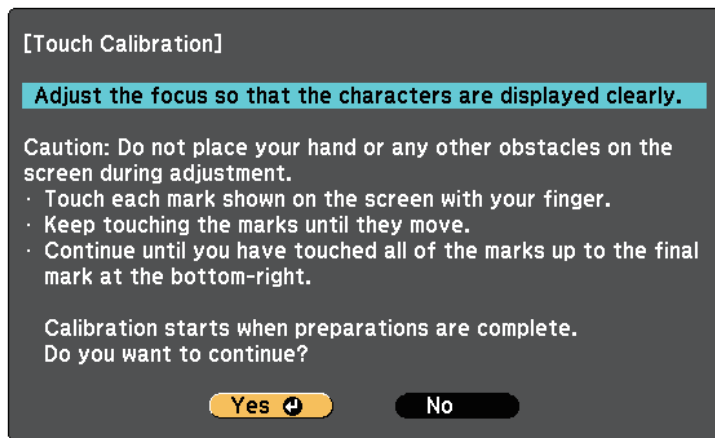 [Touch Calibration]
Adjust the focus so that the characters are displayed clearly.
Caution: Do not place your hand or any other obstacles on the
screen during adjustment.
· Touch each mark shown on the screen with your finger.
· Keep touching the marks until they move.
· Continue until you have touched all of the marks up to the final
mark at the bottom-right.
Calibration starts when preparations are complete.
Do you want to continue?
Yes ↵ No